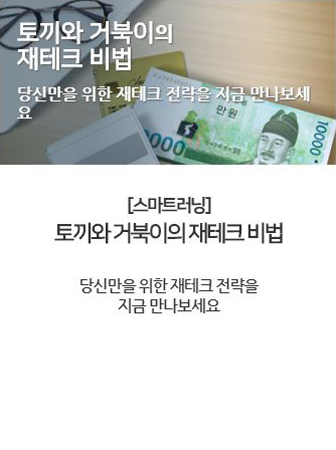 토끼와 거북이의
재테크 비법
당신만을 위한 재테크 전략을 지금 만나보세
요
만원
10000
10000
[스마트러닝]
토끼와 거북이의 재테크 비법
당신만을 위한 재테크 전략을
지금 만나보세요